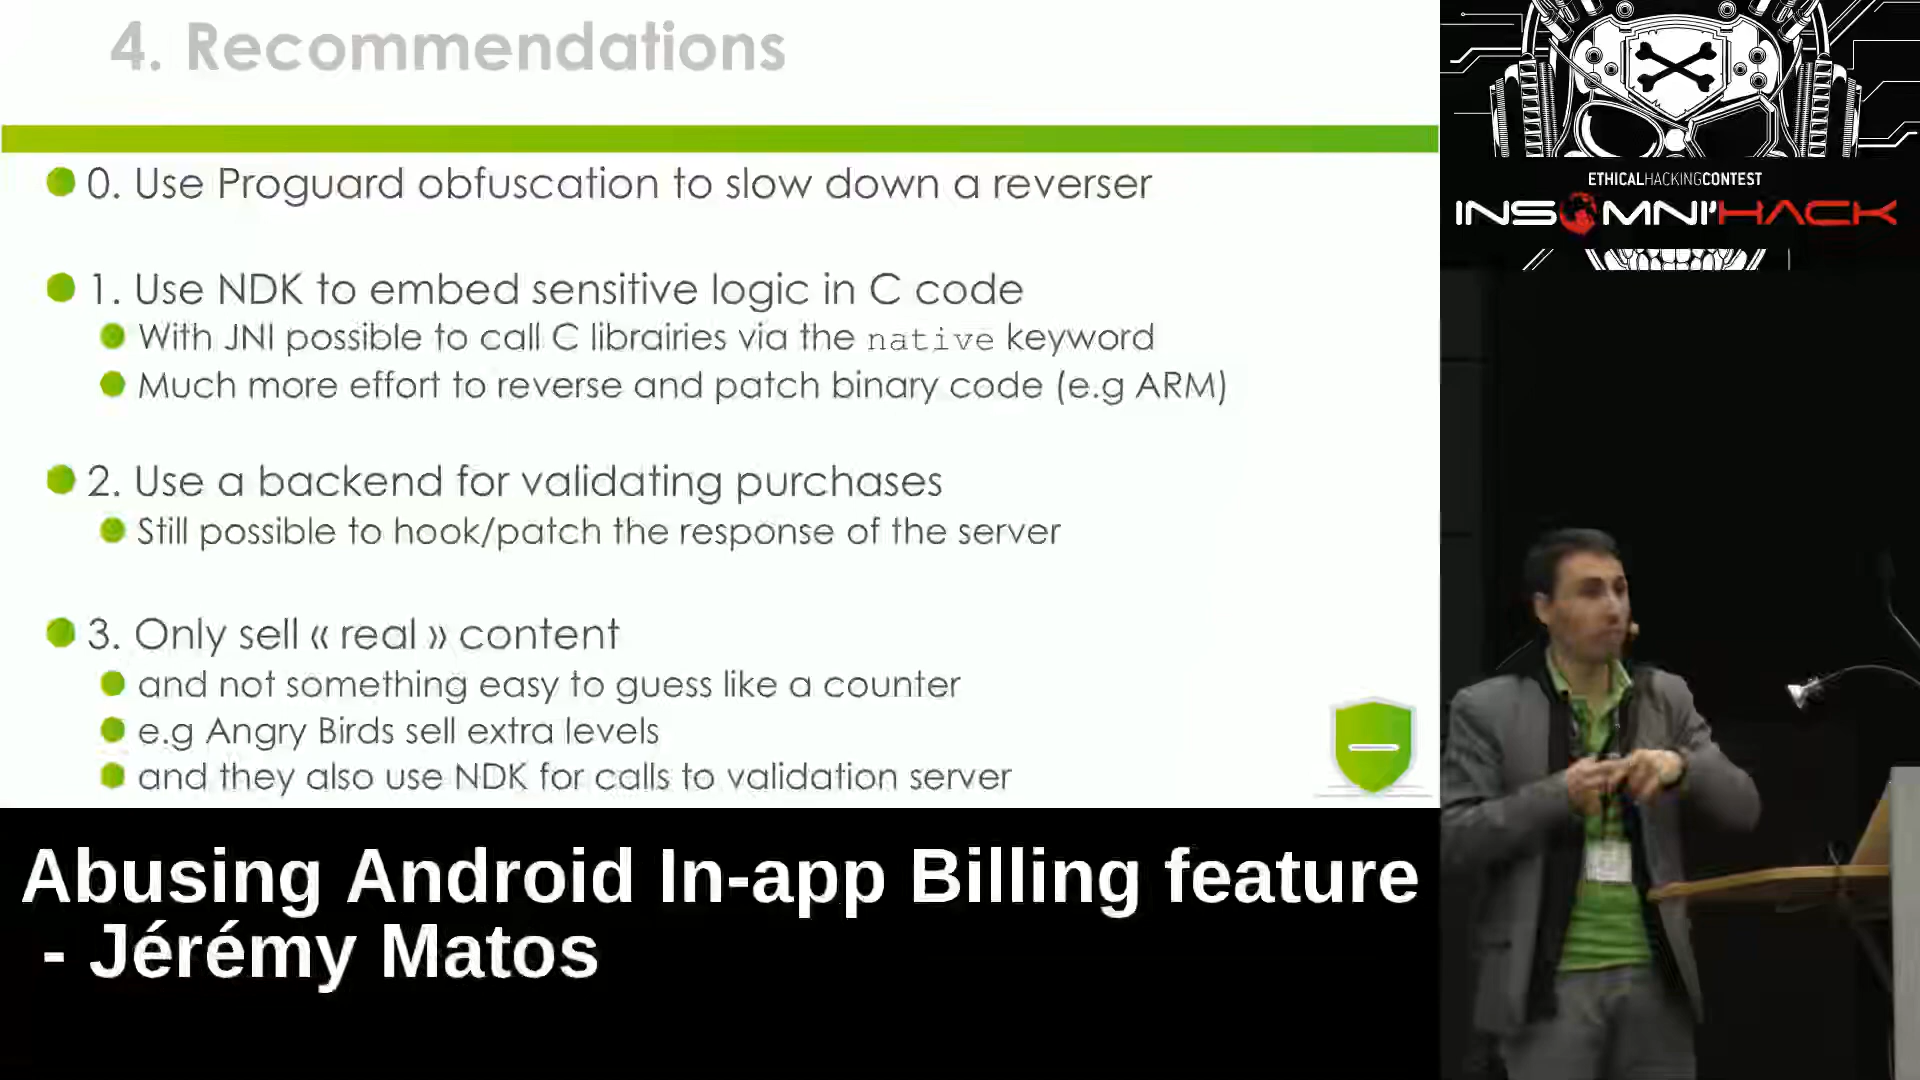 4. Recommendations
0. Use Proguard obfuscation to slow down a reverser
1. Use NDK to embed sensitive logic in C code
With JNI possible to call C librairies via the native keyword
Much more effort to reverse and patch binary code (e.g ARM)
2. Use a backend for validating purchases
Still possible to hook/patch the response of the server
3. Only sell « real » content
and not something easy to guess like a counter
e.g Angry Birds sell extra levels
and they also use NDK for calls to validation server
ETHICALHACKINGCONTEST
INSOMNI'HACK
Abusing Android In-app Billing feature
- Jérémy Matos